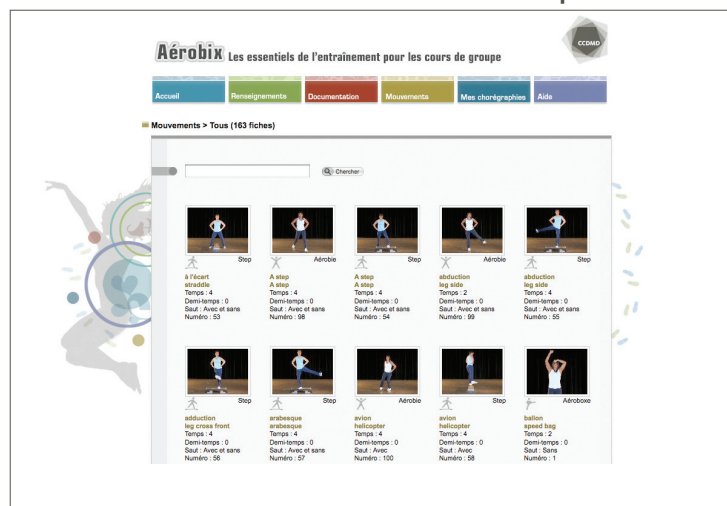 CCDMD
Aérobix Les essentiels de l'entraînement pour les cours de groupe
Accueil Renseignements Documentation Mouvements Mes chorégraphies Aide
Mouvements > Tous (163 fiches)
Chercher
Step Aérobie Step Aérobie Step
à l'écart A step A step abduction abduction
straddle A step A step leg side leg side
Temps : 4 Temps : 4 Temps : 4 Temps : 2 Temps : 4
Demi-temps : 0 Demi-temps : 0 Demi-temps : 0 Demi-temps : 0 Demi-temps : 0
Saut : Avec et sans Saut : Avec et sans Saut : Avec et sans Saut : Avec et sans Saut : Avec et sans
Numéro : 53 Numéro : 98 Numéro : 54 Numéro : 99 Numéro : 55
Step Step Aérobie Step Aéroboxe
adduction arabesque avion avion ballon
leg cross front arabesque helicopter helicopter speed bag
Temps : 4 Temps : 4 Temps : 4 Temps : 4 Temps : 2
Demi-temps : 0 Demi-temps : 0 Demi-temps : 0 Demi-temps : 0 Demi-temps : 0
Saut : Avec et sans Saut : Avec et sans Saut : Avec Saut : Avec Saut : Sans
Numéro : 56 Numéro : 57 Numéro : 100 Numéro : 58 Numéro : 1